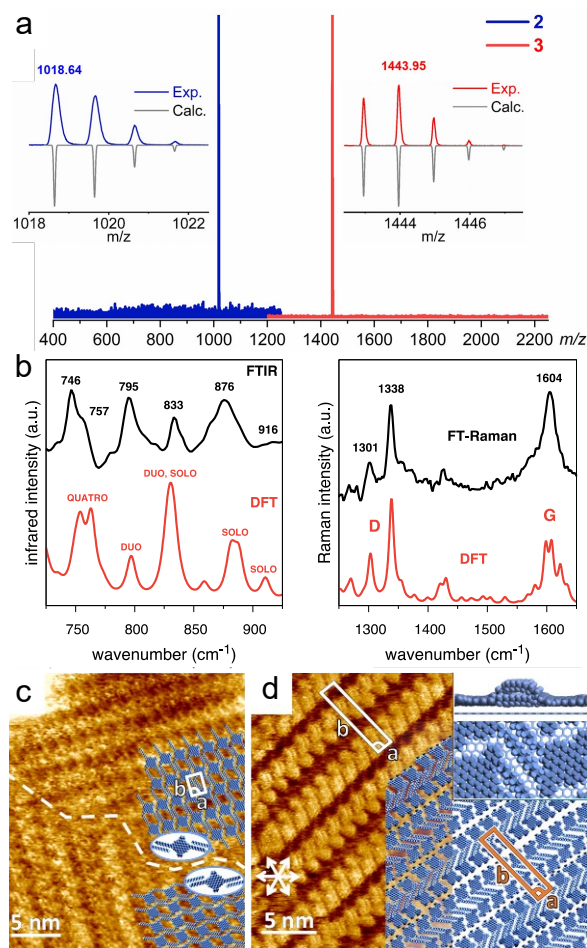 a
2
3
1018.64
Exp.
Calc.
1018 1020 1022
m/z
1443.95
Exp.
Calc.
1444 1446
m/z
400 600 800 1000 1200 1400 1600 1800 2000 2200 m/z
b
FTIR
746
757
795
833
876
916
QUATRO
DUO
DUO, SOLO
SOLO
SOLO
DFT
infrared intensity (a.u.)
750 800 850 900
wavenumber (cm⁻¹)
1301
1338
1604
FT-Raman
D
G
DFT
Raman intensity (a.u.)
1300 1400 1500 1600
wavenumber (cm⁻¹)
c
b
a
5 nm
d
b
a
b
a
5 nm